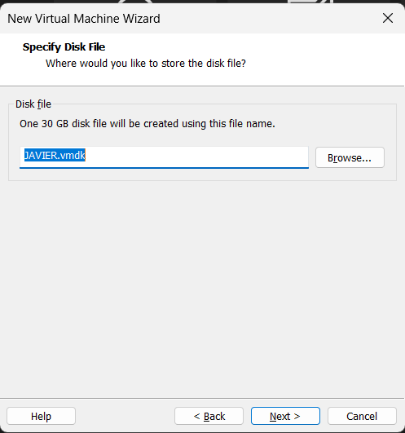 New Virtual Machine Wizard
Specify Disk File
Where would you like to store the disk file?
Disk file
One 30 GB disk file will be created using this file name.
JAVIER.vmdk
Browse...
Help
< Back
Next >
Cancel